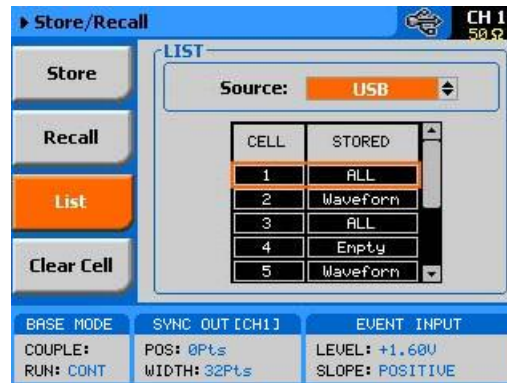 Store/Recall
CH 1
50 Ω
Store
Recall
List
Clear Cell
LIST
Source: USB
CELL STORED
1 ALL
2 Waveform
3 ALL
4 Empty
5 Waveform
BASE MODE
COUPLE:
RUN: CONT
SYNC OUT [CH1]
POS: 0Pts
WIDTH: 32Pts
EVENT INPUT
LEVEL: +1.60V
SLOPE: POSITIVE